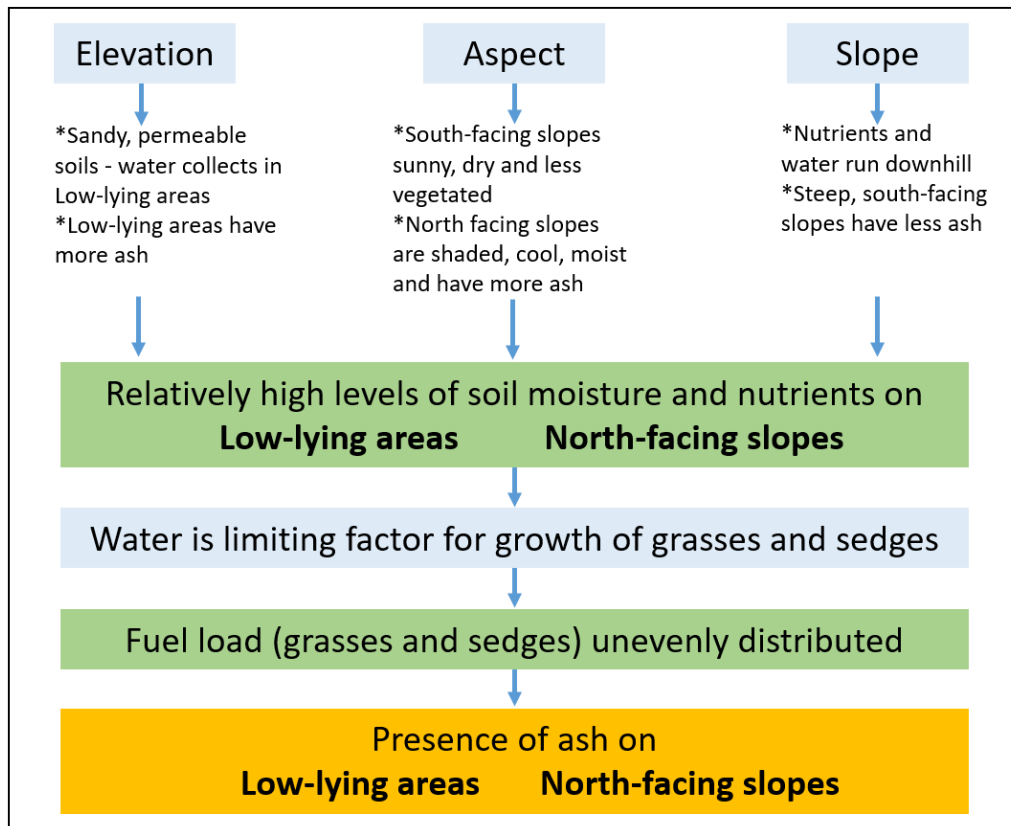 Elevation
*Sandy, permeable
soils - water collects in
Low-lying areas
*Low-lying areas have
more ash
Aspect
*South-facing slopes
sunny, dry and less
vegetated
*North facing slopes
are shaded, cool, moist
and have more ash
Slope
*Nutrients and
water run downhill
*Steep, south-facing
slopes have less ash
Relatively high levels of soil moisture and nutrients on
Low-lying areas North-facing slopes
Water is limiting factor for growth of grasses and sedges
Fuel load (grasses and sedges) unevenly distributed
Presence of ash on
Low-lying areas North-facing slopes